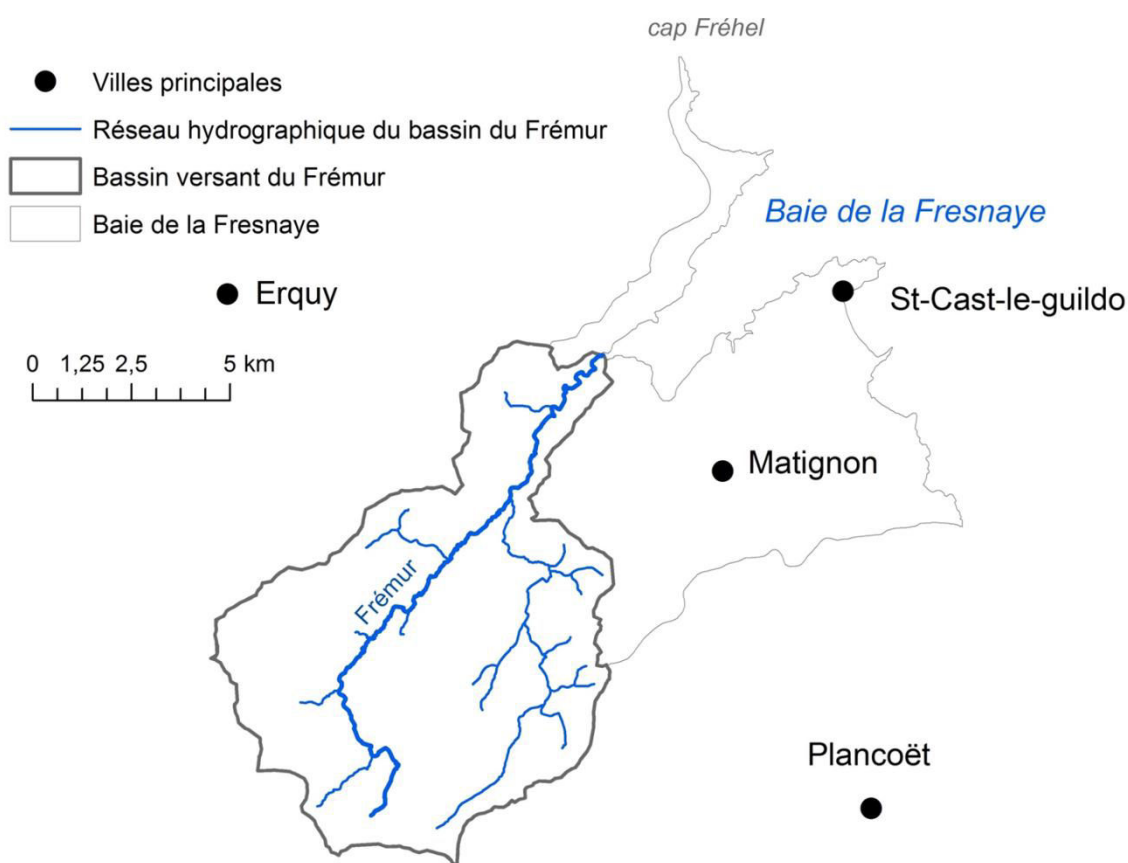 cap Fréhel
Villes principales
Réseau hydrographique du bassin du Frémur
Bassin versant du Frémur
Baie de la Fresnaye
Baie de la Fresnaye
Erquy
St-Cast-le-guildo
0 1,25 2,5 5 km
Matignon
Frémur
Plancoët